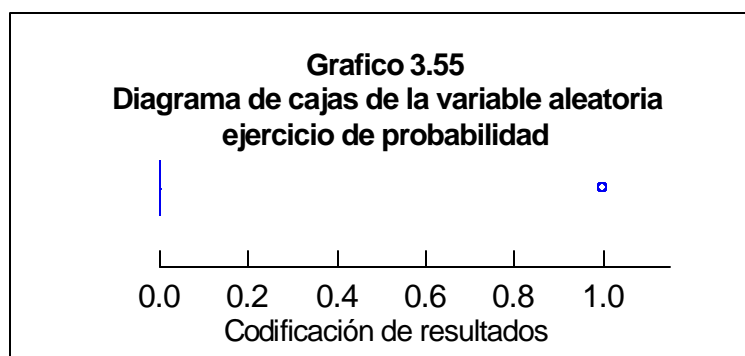 Grafico 3.55
Diagrama de cajas de la variable aleatoria
ejercicio de probabilidad
0.0 0.2 0.4 0.6 0.8 1.0
Codificación de resultados